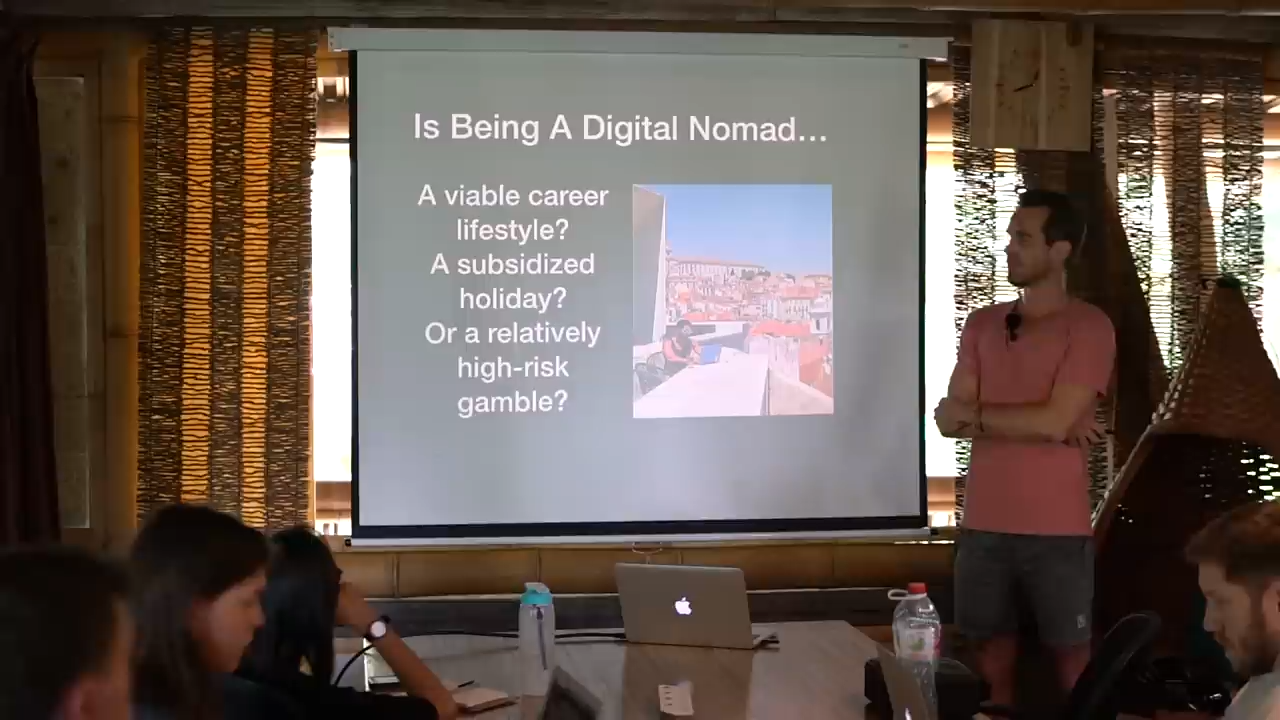 Is Being A Digital Nomad...
A viable career
lifestyle?
A subsidized
holiday?
Or a relatively
high-risk
gamble?